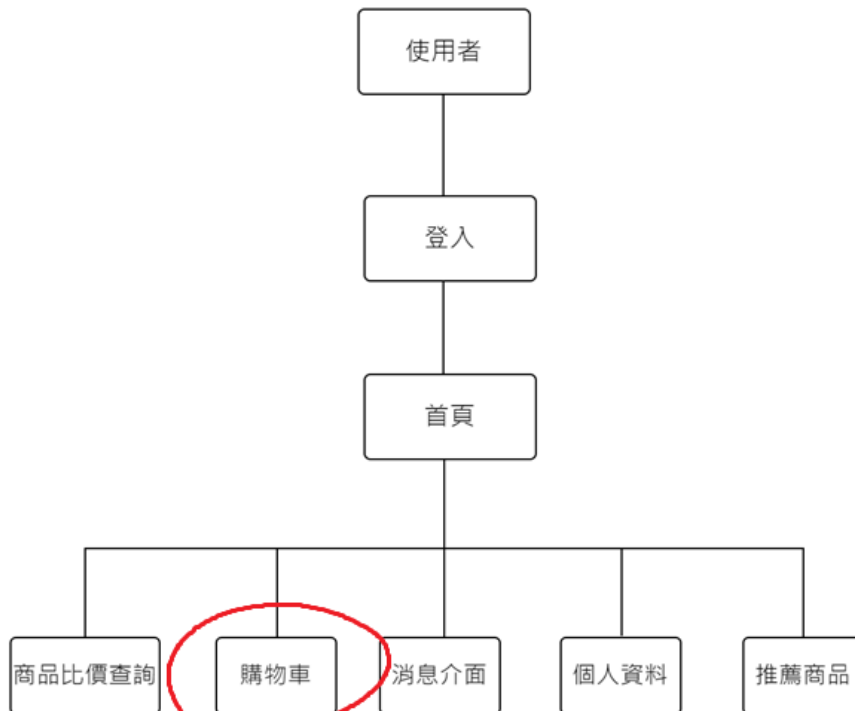 使用者
登入
首頁
商品比價查詢
購物車
消息介面
個人資料
推薦商品